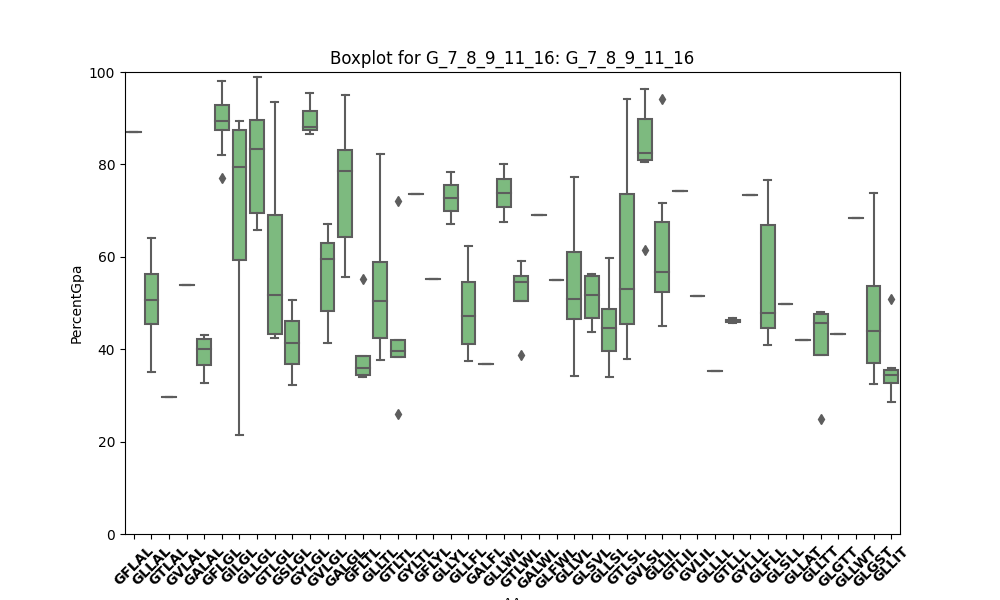 Boxplot for G_7_8_9_11_16: G_7_8_9_11_16
PercentGpa
100
80
60
40
20
0
GFLAL
GLLAL
GTLAL
GVLAL
GALAL
GFLGL
GILGL
GLLGL
GTLGL
GSLGL
GYLGL
GVLGL
GALGL
GFLTL
GLLTL
GTLTL
GYLTL
GFLYL
GLLYL
GLLFL
GALFL
GLLWL
GTLWL
GALWL
GLFWL
GLLVL
GLSVL
GLLSL
GTLSL
GVLSL
GLLIL
GTLIL
GVLIL
GLLLL
GTLLL
GYLLL
GLFLL
GLSLL
GLLAT
GLLTT
GLGTT
GLLWT
GLGST
GLLIT